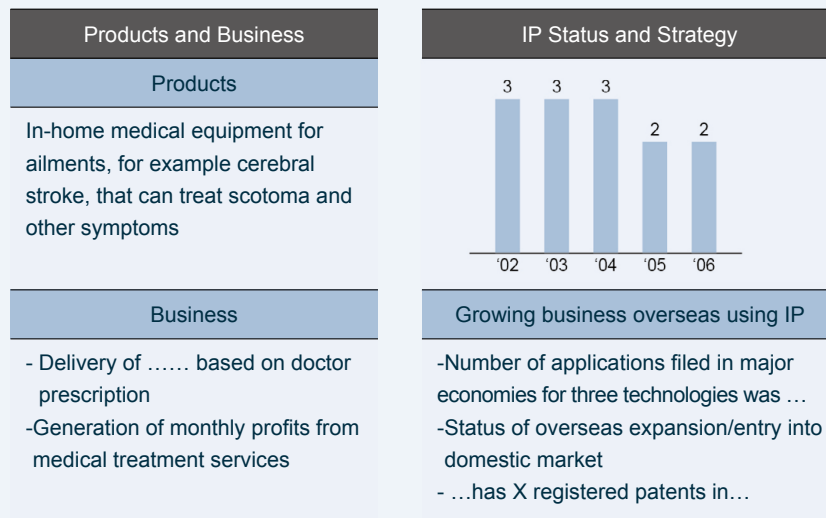 Products and Business
Products
In-home medical equipment for
ailments, for example cerebral
stroke, that can treat scotoma and
other symptoms
Business
- Delivery of …… based on doctor
prescription
-Generation of monthly profits from
medical treatment services
IP Status and Strategy
3 3 3 2 2
‘02 ‘03 ‘04 ‘05 ‘06
Growing business overseas using IP
-Number of applications filed in major
economies for three technologies was …
-Status of overseas expansion/entry into
domestic market
- …has X registered patents in…